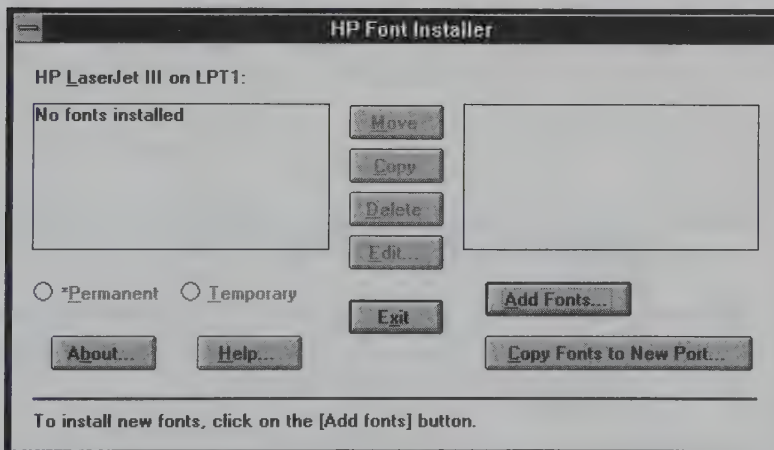 HP Font Installer
HP LaserJet III on LPT1:
No fonts installed
Move
Copy
Delete
Edit...
*Permanent
Temporary
Exit
Add Fonts...
About...
Help...
Copy Fonts to New Port...
To install new fonts, click on the [Add fonts] button.